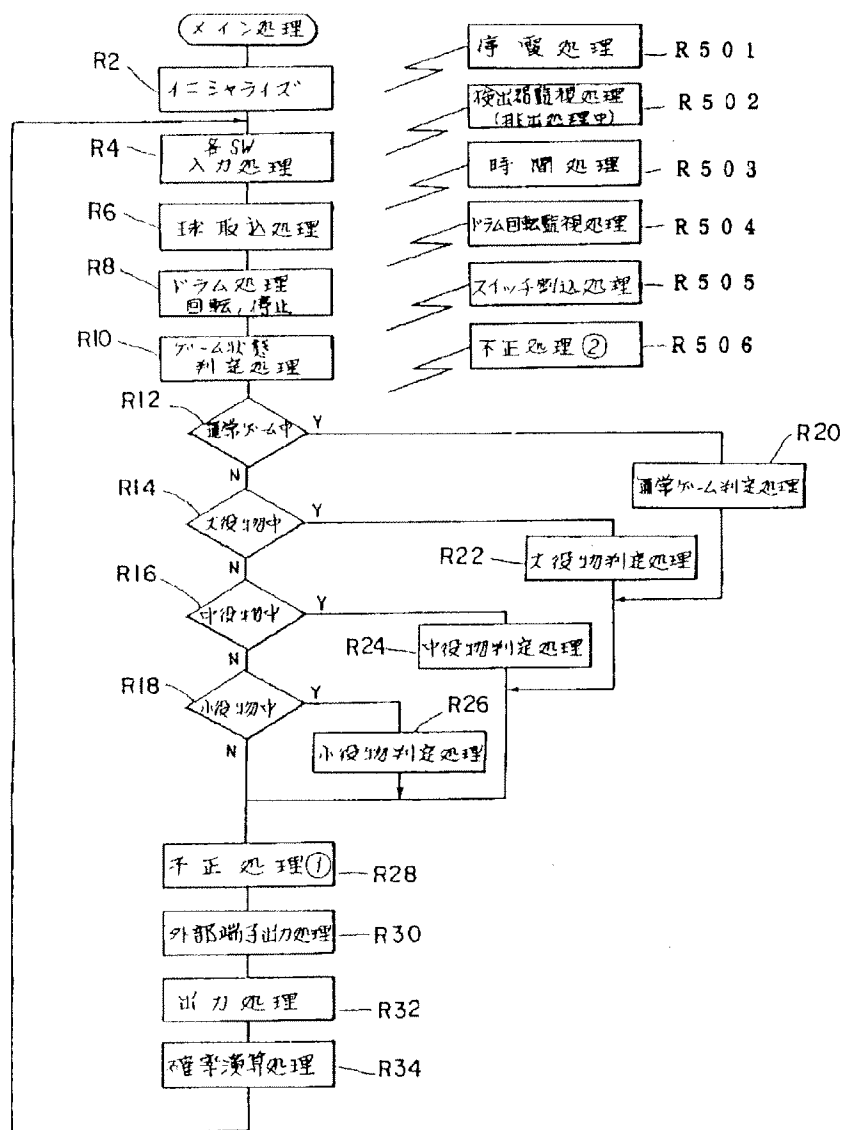 メイン処理
R2
イニシャライズ
R4
各SW
入力処理
R6
球取込処理
R8
ドラム処理
回転,停止
R10
ゲーム状態
判定処理
停電処理
R501
検出器監視処理
(排出処理中)
R502
時間処理
R503
ドラム回転監視処理
R504
スイッチ割込処理
R505
不正処理②
R506
R12
通常ゲーム中
Y
N
R20
通常ゲーム判定処理
R14
大役物中
Y
N
R22
大役物判定処理
R16
中役物中
Y
N
R24
中役物判定処理
R18
小役物中
Y
N
R26
小役物判定処理
不正処理①
R28
外部端子出力処理
R30
出力処理
R32
確率演算処理
R34